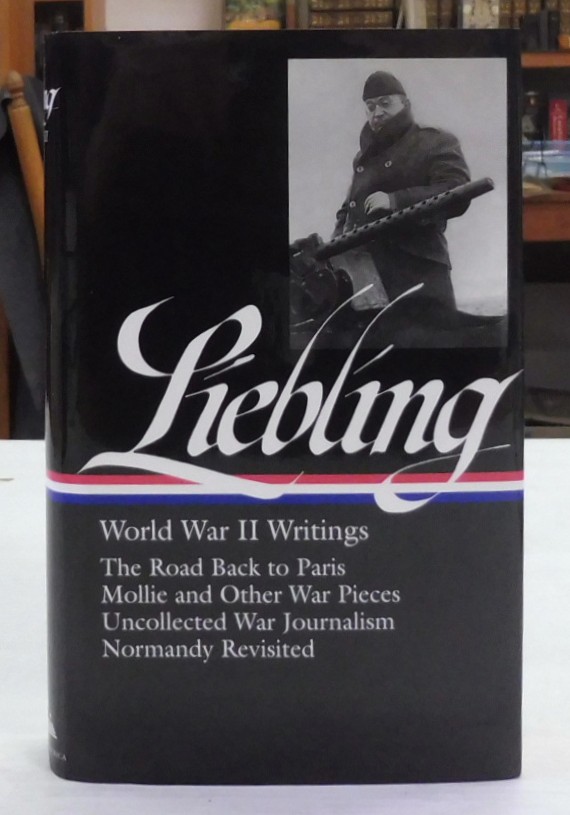 Liebling
World War II Writings
The Road Back to Paris
Mollie and Other War Pieces
Uncollected War Journalism
Normandy Revisited